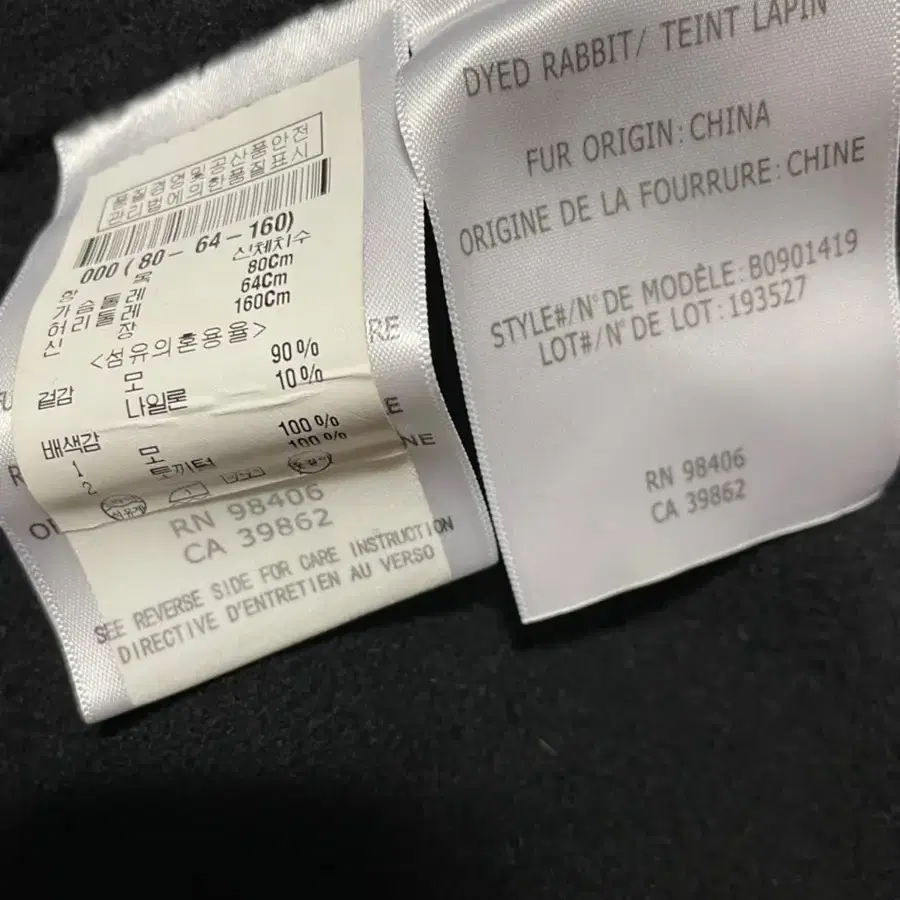 품질경영및공산품안전
관리법에의한품질표시
000 (80- 64 -160)
신체치수
가슴둘레 80Cm
허리둘레 64Cm
신 장 160Cm
<섬유의혼용율>
겉감 모 90%
나일론 10%
배색감
1 모 100%
2 토끼털 100%
RE
E
NE
RN 98406
CA 39862
SEE REVERSE SIDE FOR CARE INSTRUCTION
DIRECTIVE D'ENTRETIEN AU VERSO
DYED RABBIT/ TEINT LAPIN
FUR ORIGIN: CHINA
ORIGINE DE LA FOURRURE: CHINE
STYLE#/N° DE MODÈLE: B0901419
LOT#/N° DE LOT: 193527
RN 98406
CA 39862